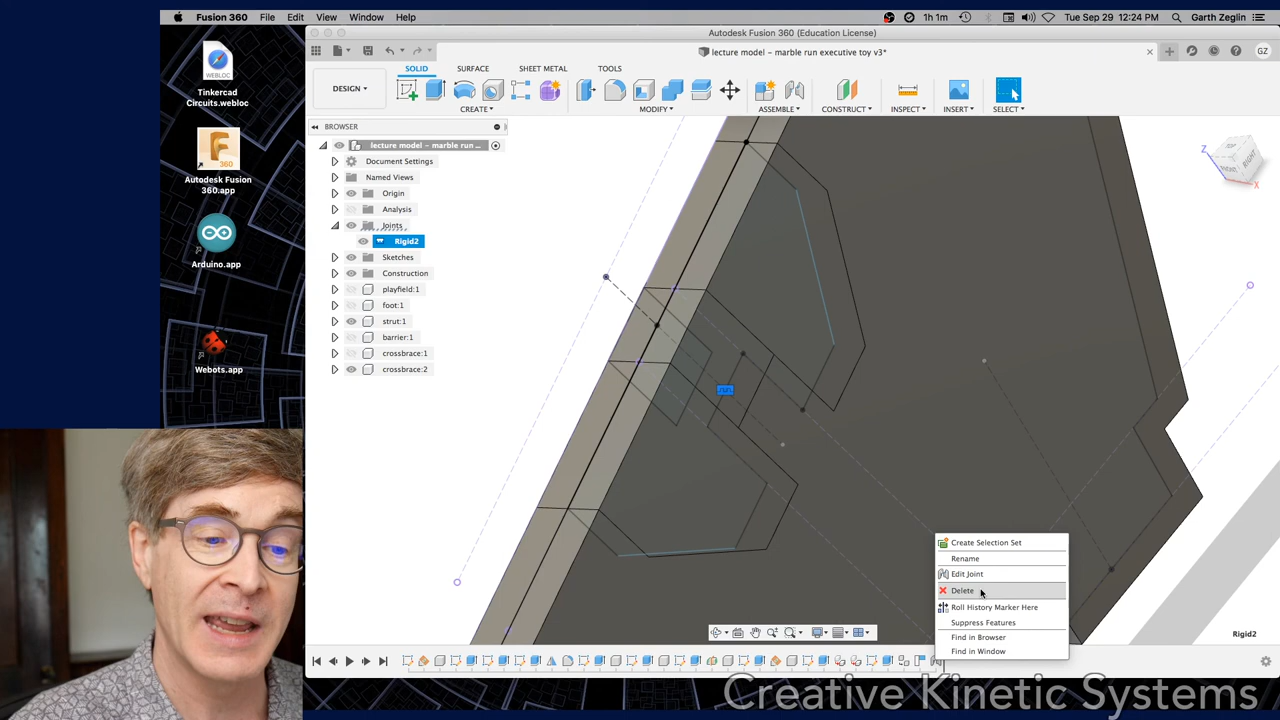 Fusion 360 File Edit View Window Help
1h 1m Tue Sep 29 12:24 PM Garth Zeglin
Autodesk Fusion 360 (Education License)
lecture model – marble run executive toy v3*
GZ
SOLID SURFACE SHEET METAL TOOLS
DESIGN
CREATE MODIFY ASSEMBLE CONSTRUCT INSPECT INSERT SELECT
BROWSER
lecture model – marble run ...
Document Settings
Named Views
Origin
Analysis
Joints
Rigid2
Sketches
Construction
playfield:1
foot:1
strut:1
barrier:1
crossbrace:1
crossbrace:2
WEBLOC
Tinkercad
Circuits.webloc
360
Autodesk Fusion
360.app
Arduino.app
Webots.app
Z
RIGHT
X
Create Selection Set
Rename
Edit Joint
Delete
Roll History Marker Here
Suppress Features
Find in Browser
Find in Window
Rigid2
Creative Kinetic Systems